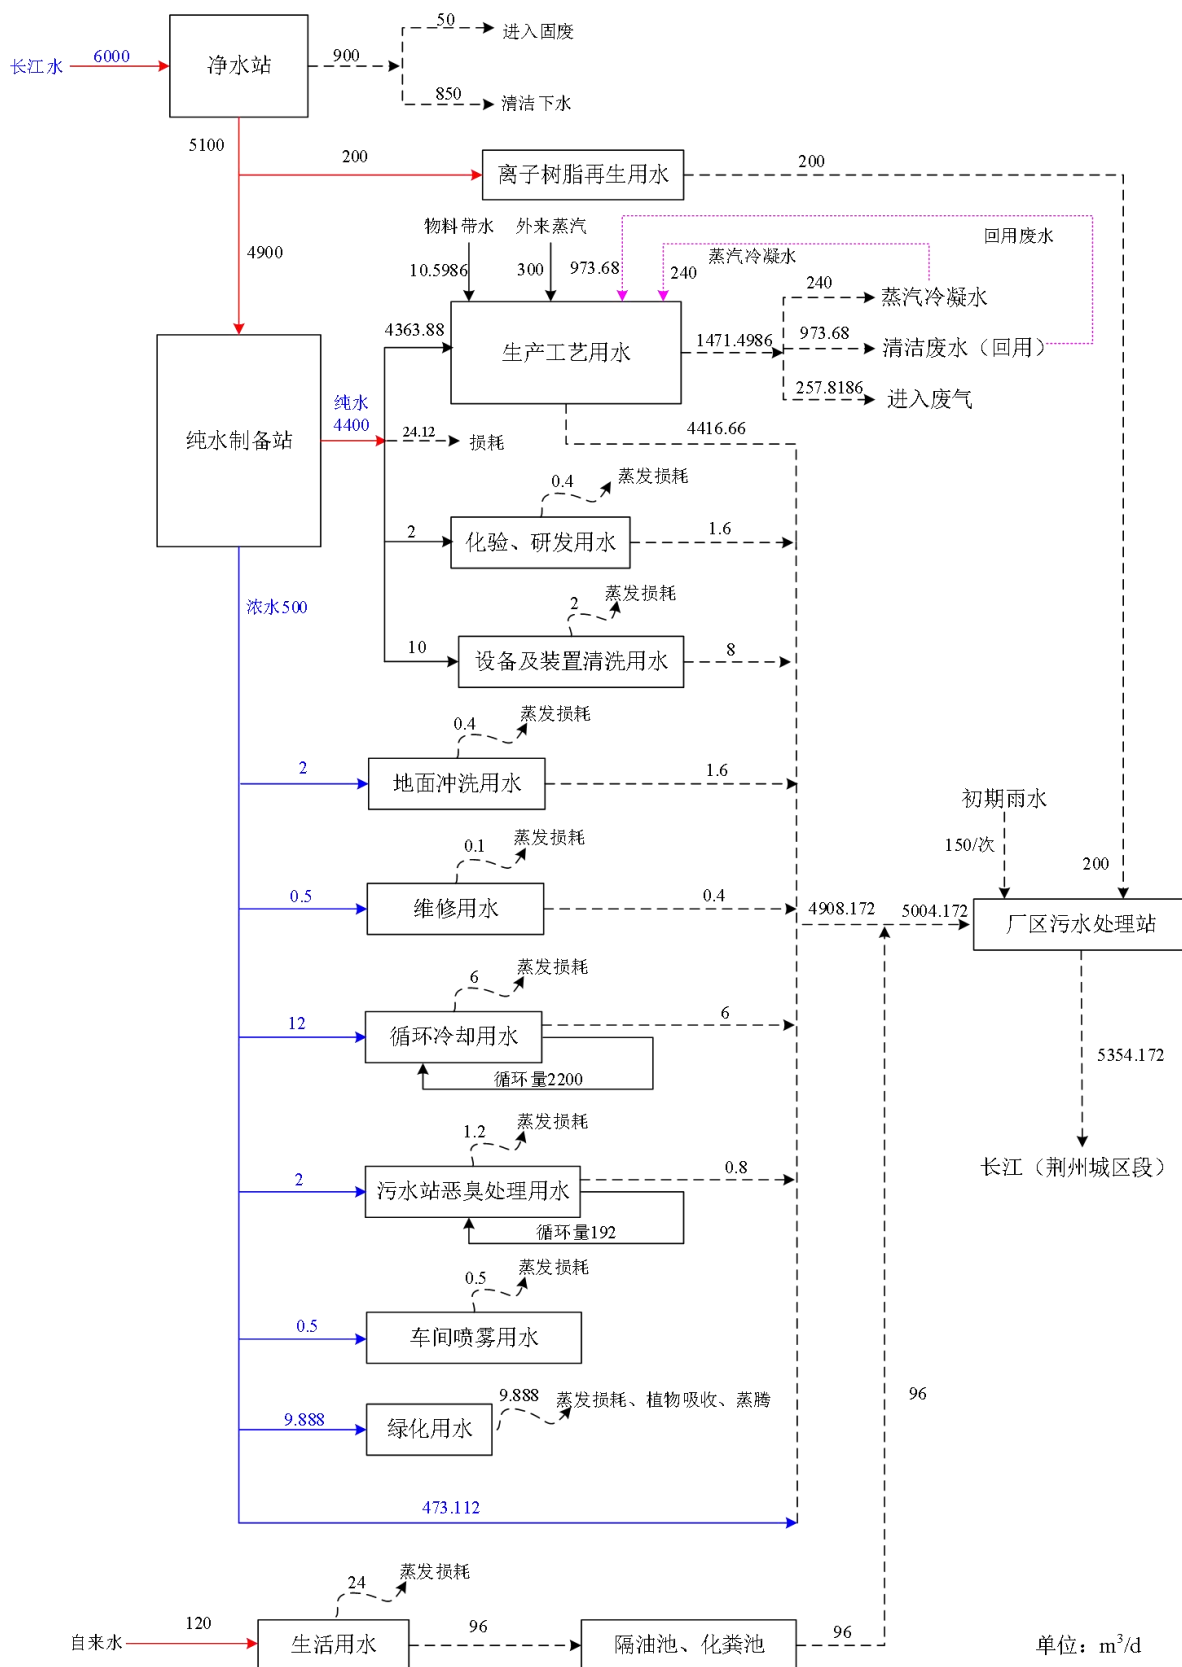 50
进入固废
长江水
6000
净水站
900
850
清洁下水
5100
200
离子树脂再生用水
200
4900
物料带水
外来蒸汽
回用废水
蒸汽冷凝水
10.5986
300
973.68
240
240
蒸汽冷凝水
4363.88
生产工艺用水
1471.4986
973.68
清洁废水（回用）
257.8186
进入废气
纯水
4400
纯水制备站
24.12
损耗
4416.66
0.4
蒸发损耗
2
化验、研发用水
1.6
浓水500
2
蒸发损耗
10
设备及装置清洗用水
8
0.4
蒸发损耗
2
地面冲洗用水
1.6
初期雨水
150/次
200
0.1
蒸发损耗
0.5
维修用水
0.4
4908.172
5004.172
厂区污水处理站
6
蒸发损耗
12
循环冷却用水
6
循环量2200
5354.172
1.2
蒸发损耗
2
污水站恶臭处理用水
0.8
循环量192
长江（荆州城区段）
0.5
蒸发损耗
0.5
车间喷雾用水
9.888
蒸发损耗、植物吸收、蒸腾
96
9.888
绿化用水
473.112
24
蒸发损耗
自来水
120
生活用水
96
隔油池、化粪池
96
单位：m³/d